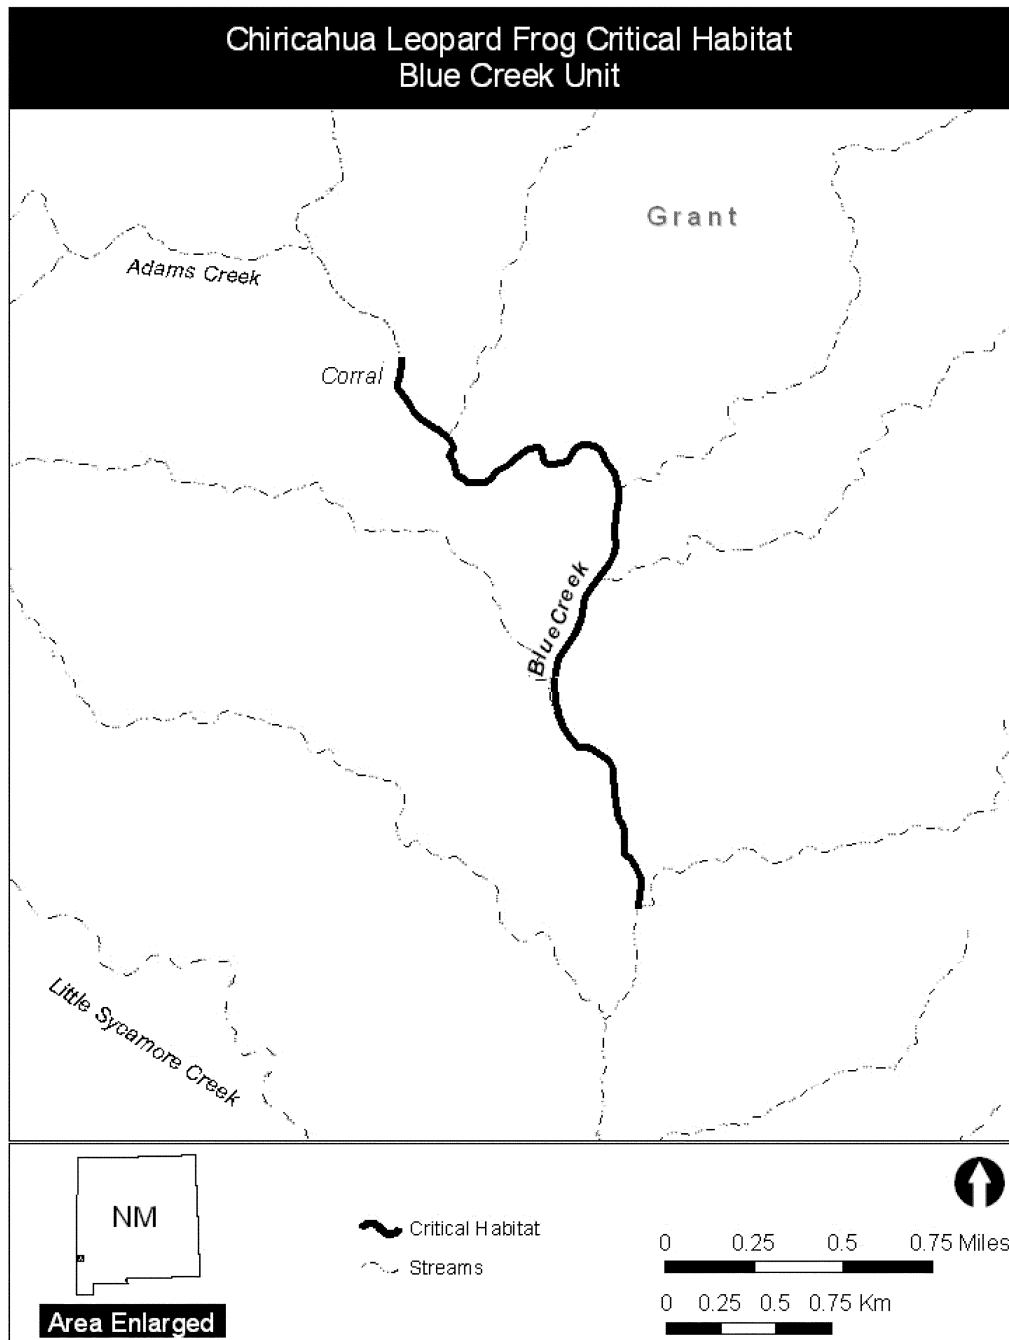 Chiricahua Leopard Frog Critical Habitat
Blue Creek Unit
Grant
Adams Creek
Corral
Blue Creek
Little Sycamore Creek
NM
Area Enlarged
Critical Habitat
Streams
0 0.25 0.5 0.75 Miles
0 0.25 0.5 0.75 Km